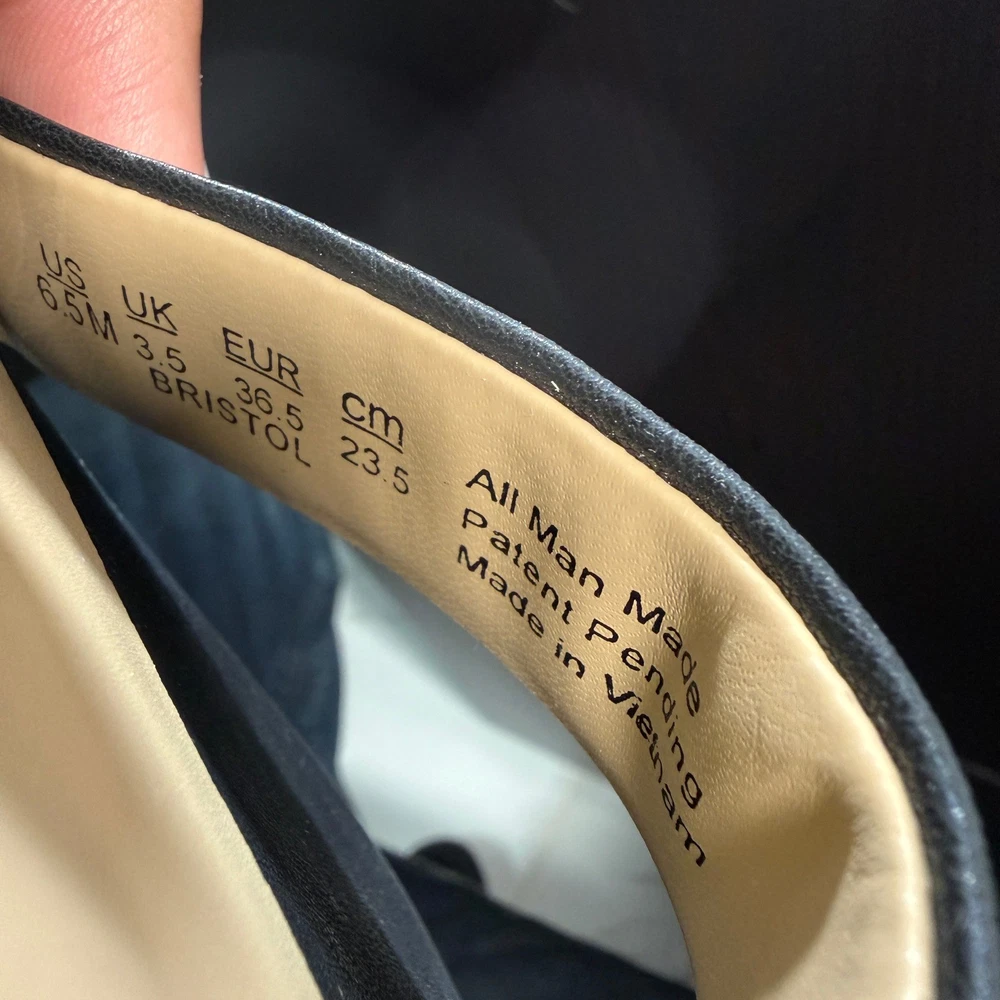 US UK EUR cm
6.5M 3.5 36.5 23.5
BRISTOL
All Man Made
Patent Pending
Made in Vietnam